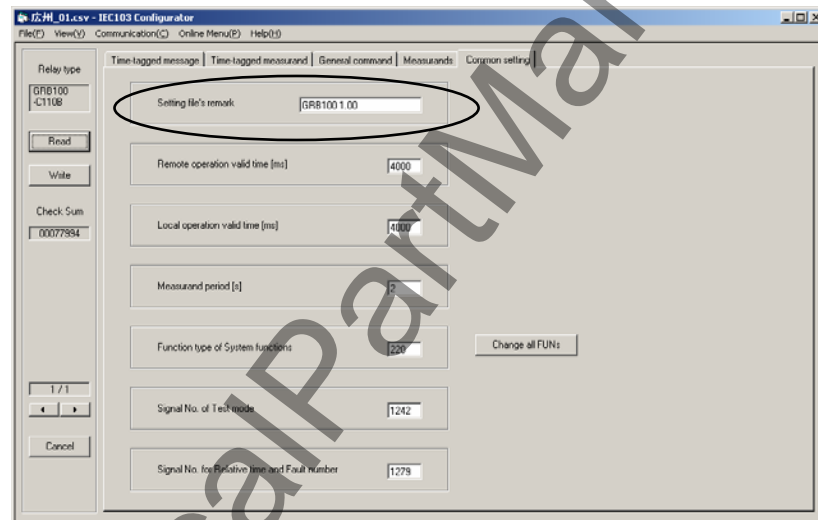 広州_01.csv - IEC103 Configurator
File(F) View(V) Communication(C) Online Menu(P) Help(H)
Relay type
GRB100
-C110B
Read
Write
Check Sum
00077994
1 / 1
Cancel
Time-tagged message Time-tagged measurand General command Measurands Common setting
Setting file's remark GRB100 1.00
Remote operation valid time [ms] 4000
Local operation valid time [ms] 4000
Measurand period [s] 2
Function type of System functions 220 Change all FUNs
Signal No. of Test mode 1242
Signal No. for Relative time and Fault number 1279